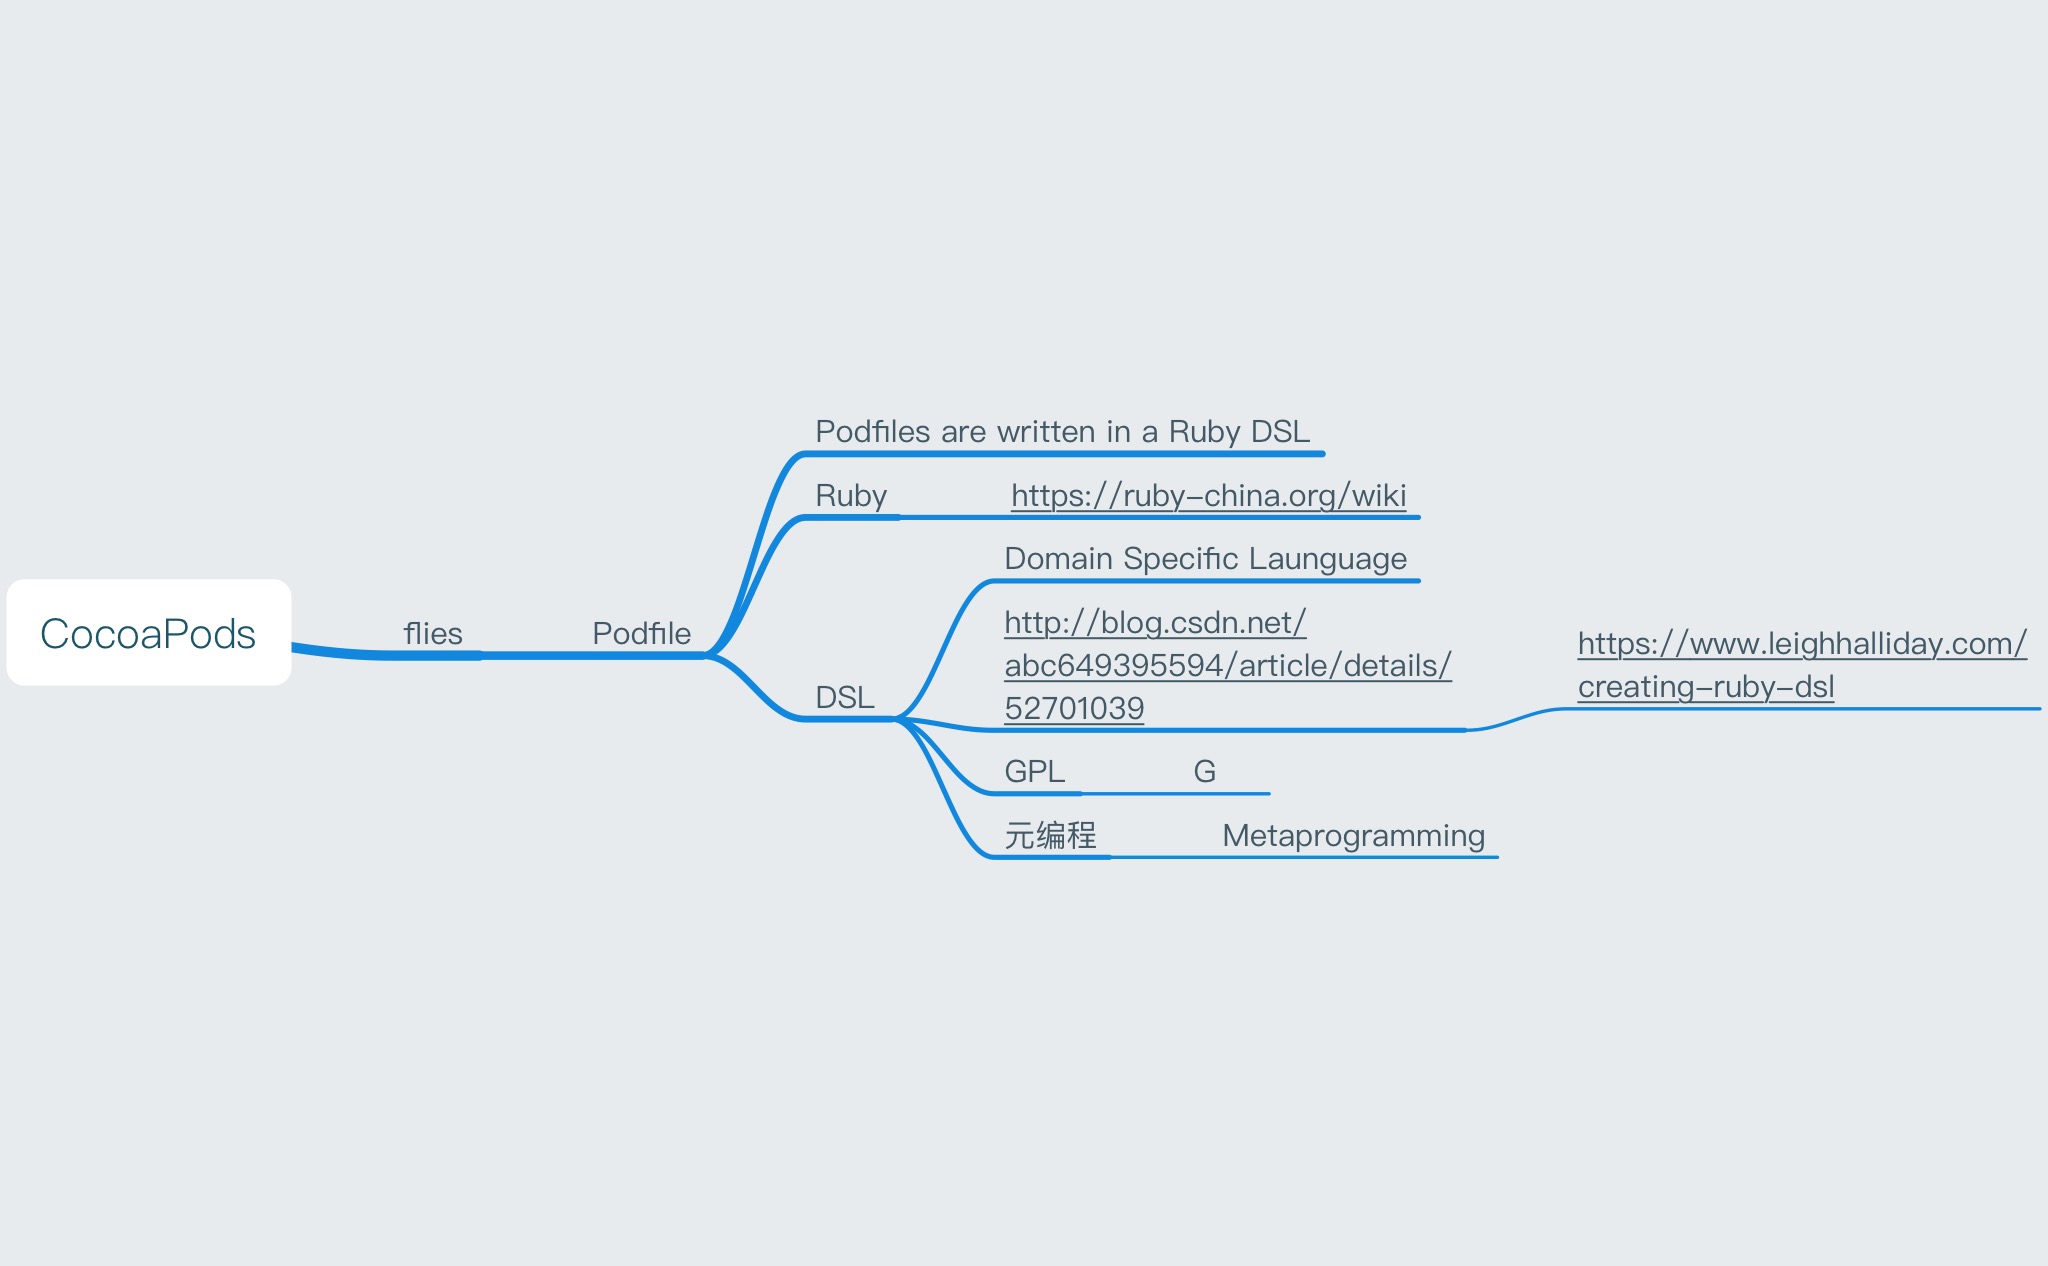 CocoaPods
flies
Podfile
Podfiles are written in a Ruby DSL
Ruby
https://ruby-china.org/wiki
DSL
Domain Specific Launguage
http://blog.csdn.net/
abc649395594/article/details/
52701039
https://www.leighhalliday.com/
creating-ruby-dsl
GPL
G
元编程
Metaprogramming